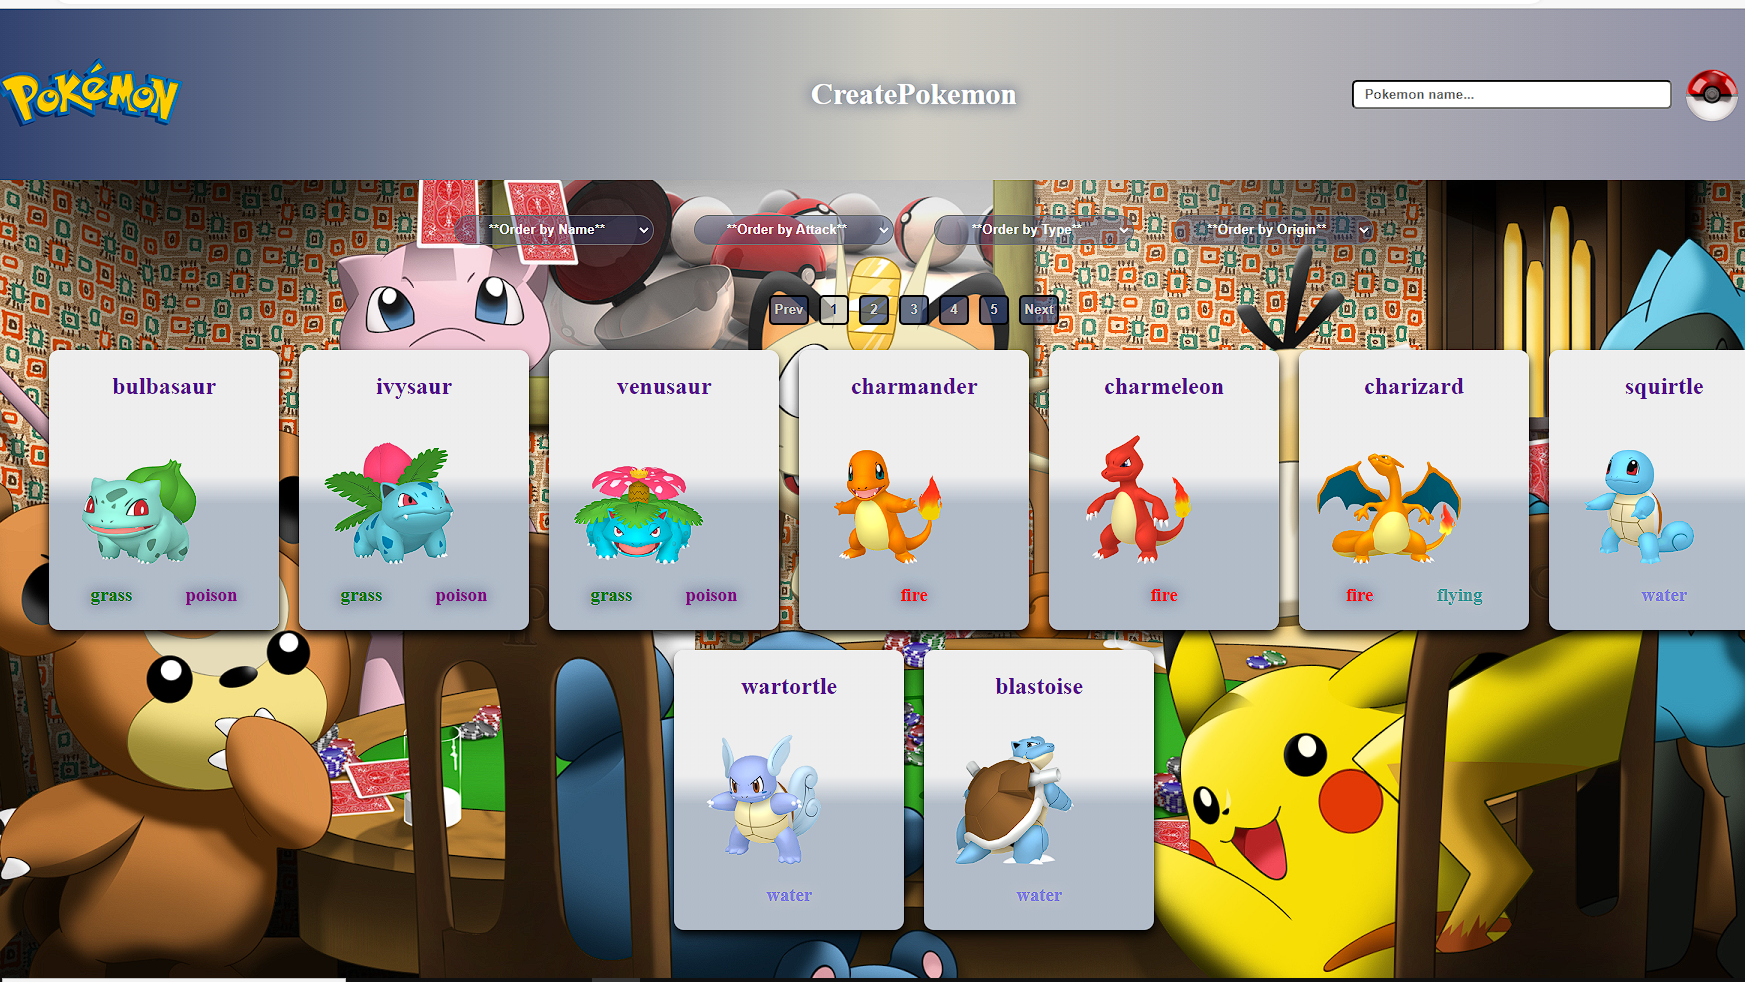 POKéMON
CreatePokemon
Pokemon name...
**Order by Name** **Order by Attack** **Order by Type** **Order by Origin**
Prev 1 2 3 4 5 Next
bulbasaur ivysaur venusaur charmander charmeleon charizard squirtle
grass poison grass poison grass poison fire fire fire flying water
wartortle blastoise
water water